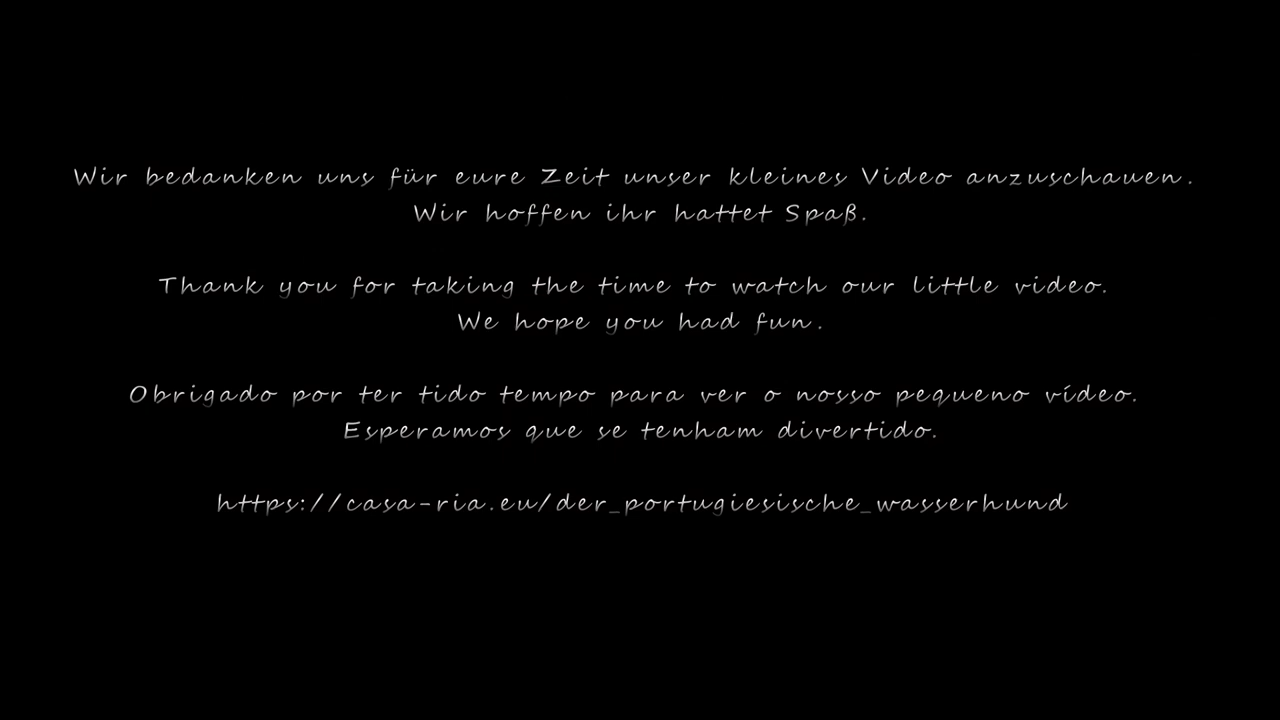 Wir bedanken uns für eure Zeit unser kleines Video anzuschauen.
Wir hoffen ihr hattet Spaß.
Thank you for taking the time to watch our little video.
We hope you had fun.
Obrigado por ter tido tempo para ver o nosso pequeno vídeo.
Esperamos que se tenham divertido.
https://casa-ria.eu/der_portugiesische_wasserhund